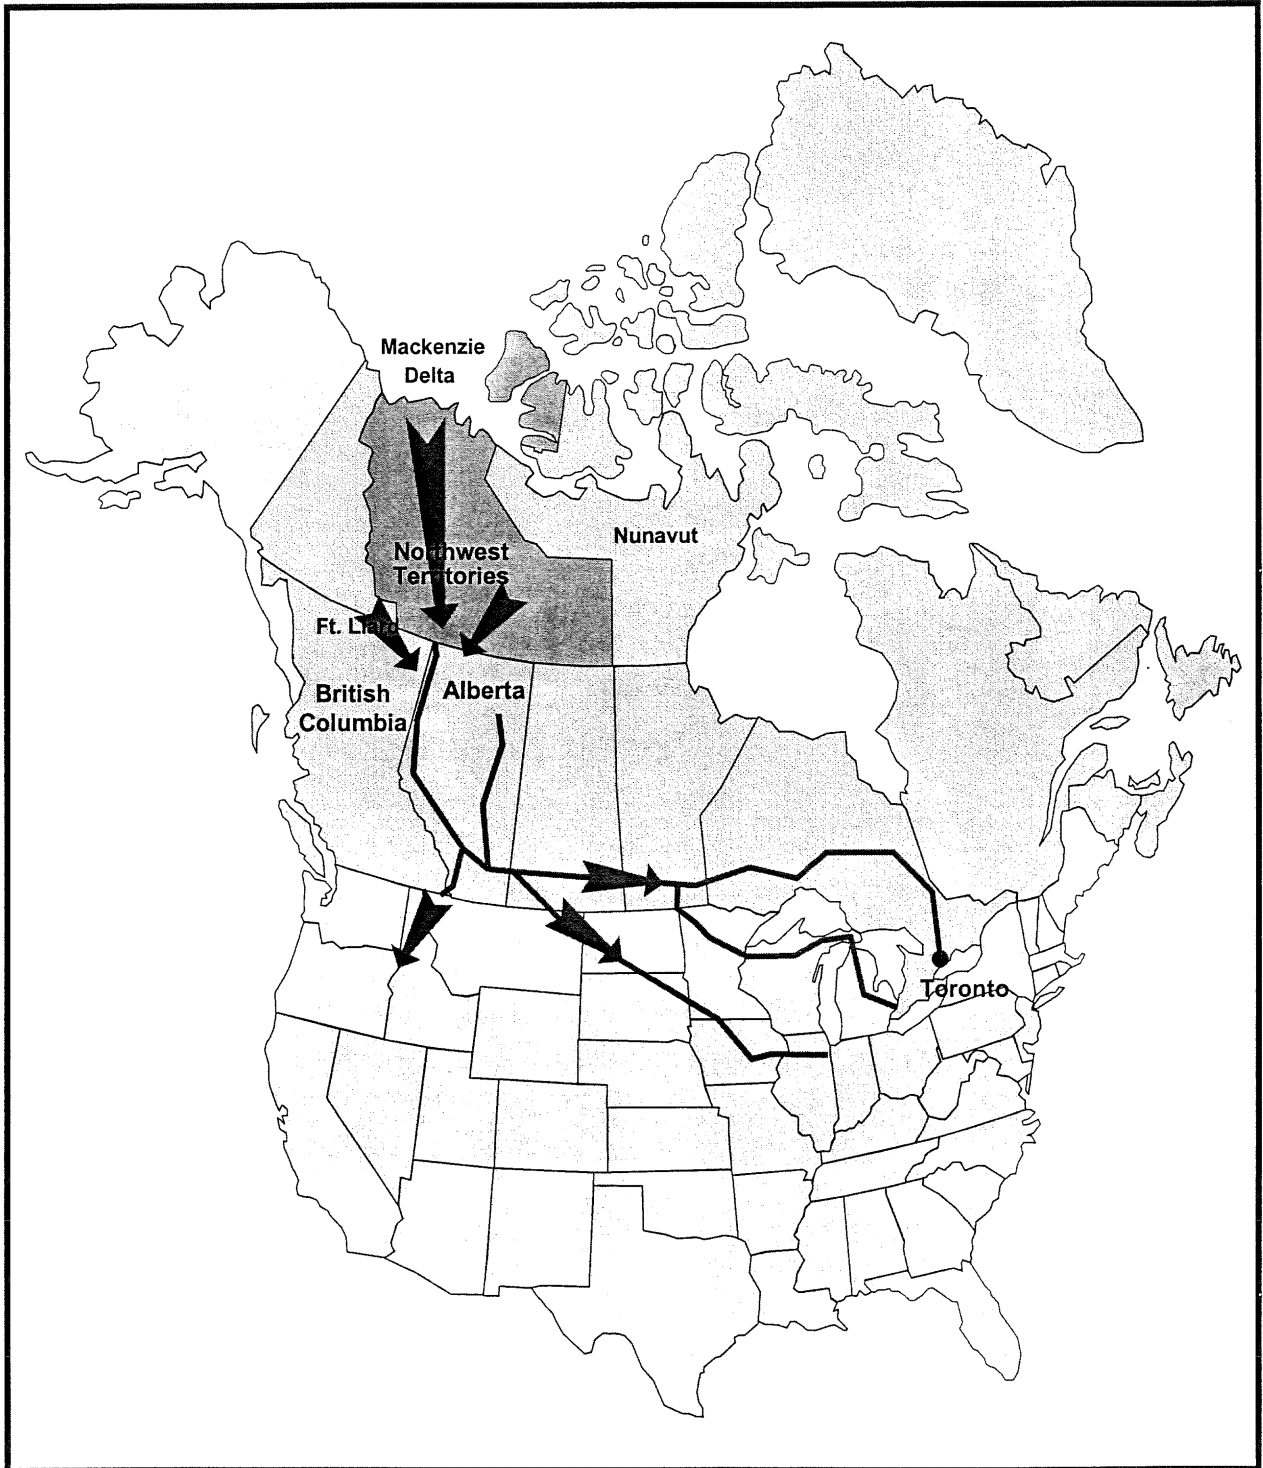 Mackenzie
Delta
Nunavut
Northwest
Territories
Ft. Liard
British
Columbia
Alberta
Toronto